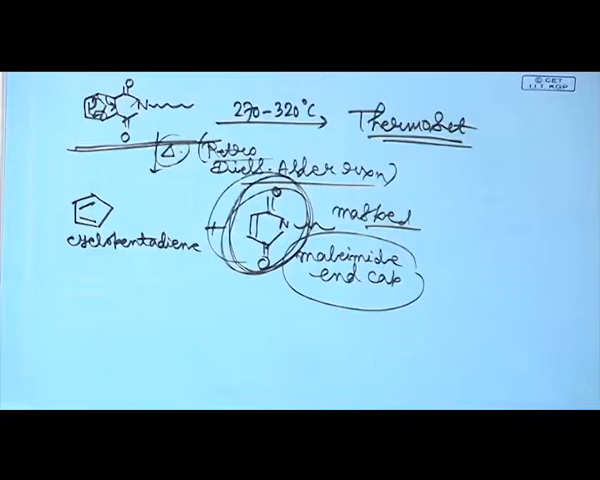 © CET
I.I.T. KGP
O
N
270-320°C
Thermoset
O
Δ. (Retro
Diels-Alder rxn)
O
N
masked
+
cyclopentadiene
O
maleimide
end cap